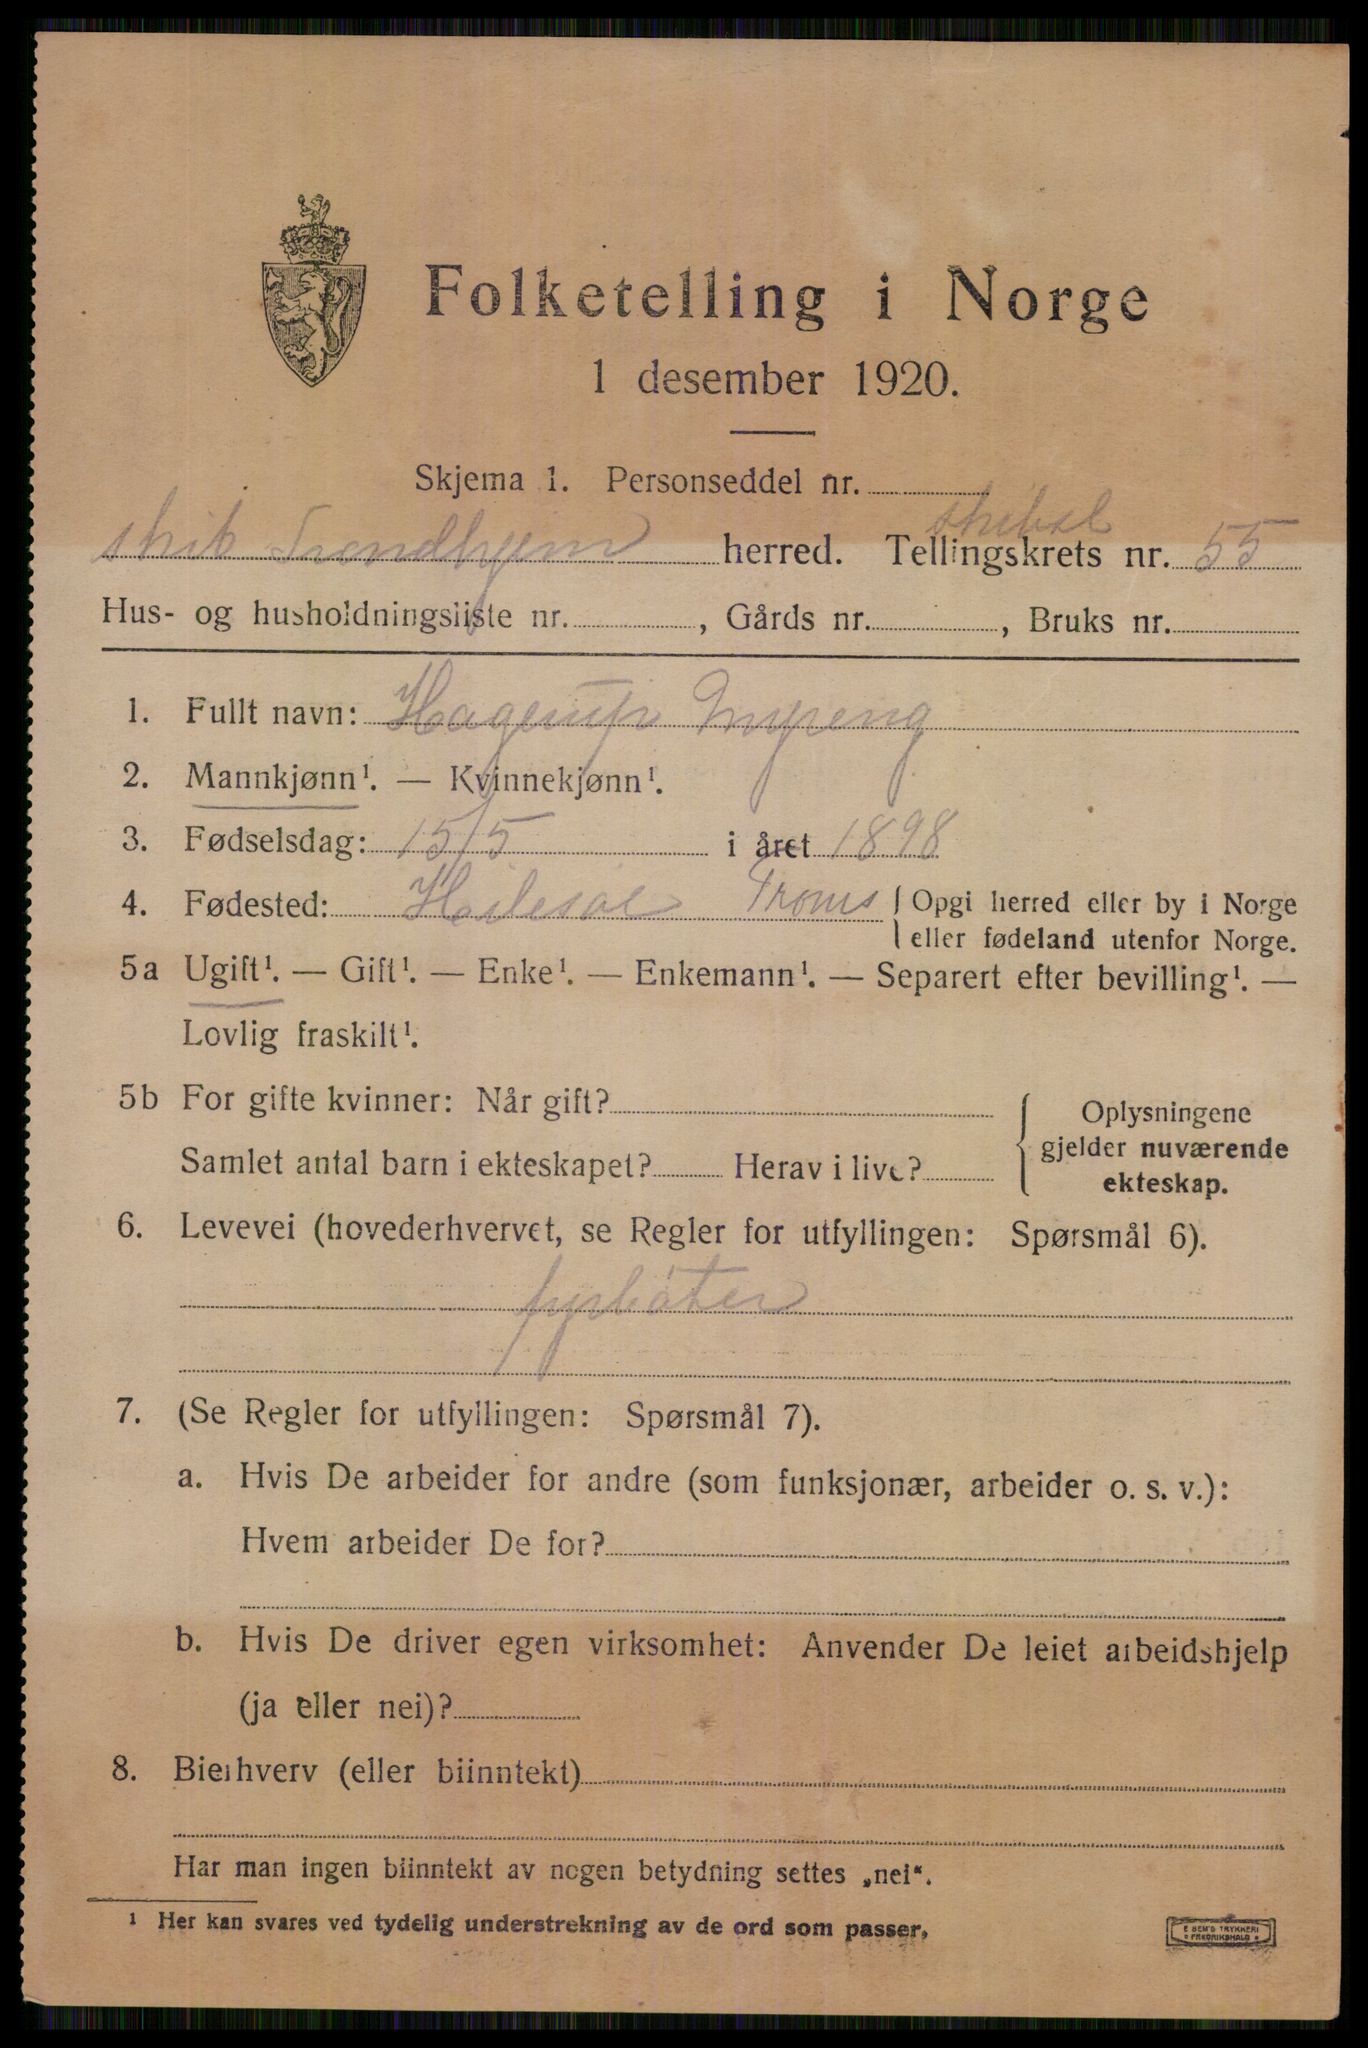 Folketelling i Norge
1 desember 1920.
Skjema 1. Personseddel nr.
skib Trondhjem herred. Tellingskrets nr. 55
Hus- og husholdningsliste nr. , Gårds nr. , Bruks nr.
1. Fullt navn: Hagerup
2. Mannkjønn¹. — Kvinnekjønn¹.
3. Fødselsdag: 15/5 i året 1898
4. Fødested: Troms { Opgi herred eller by i Norge
eller fødeland utenfor Norge.
5a Ugift¹. — Gift¹. — Enke¹. — Enkemann¹. — Separert efter bevilling¹. —
Lovlig fraskilt¹.
5b For gifte kvinner: Når gift?
Samlet antal barn i ekteskapet? Herav i live?
{ Oplysningene
gjelder nuværende
ekteskap.
6. Levevei (hovederhvervet, se Regler for utfyllingen: Spørsmål 6).
fyrbøter
7. (Se Regler for utfyllingen: Spørsmål 7).
a. Hvis De arbeider for andre (som funksjonær, arbeider o. s. v.):
Hvem arbeider De for?
b. Hvis De driver egen virksomhet: Anvender De leiet arbeidshjelp
(ja eller nei)?
8. Bierhverv (eller biinntekt)
Har man ingen biinntekt av nogen betydning settes „nei“.
¹ Her kan svares ved tydelig understrekning av de ord som passer.
E SEM'S TRYKKERI
FREDRIKSHALD